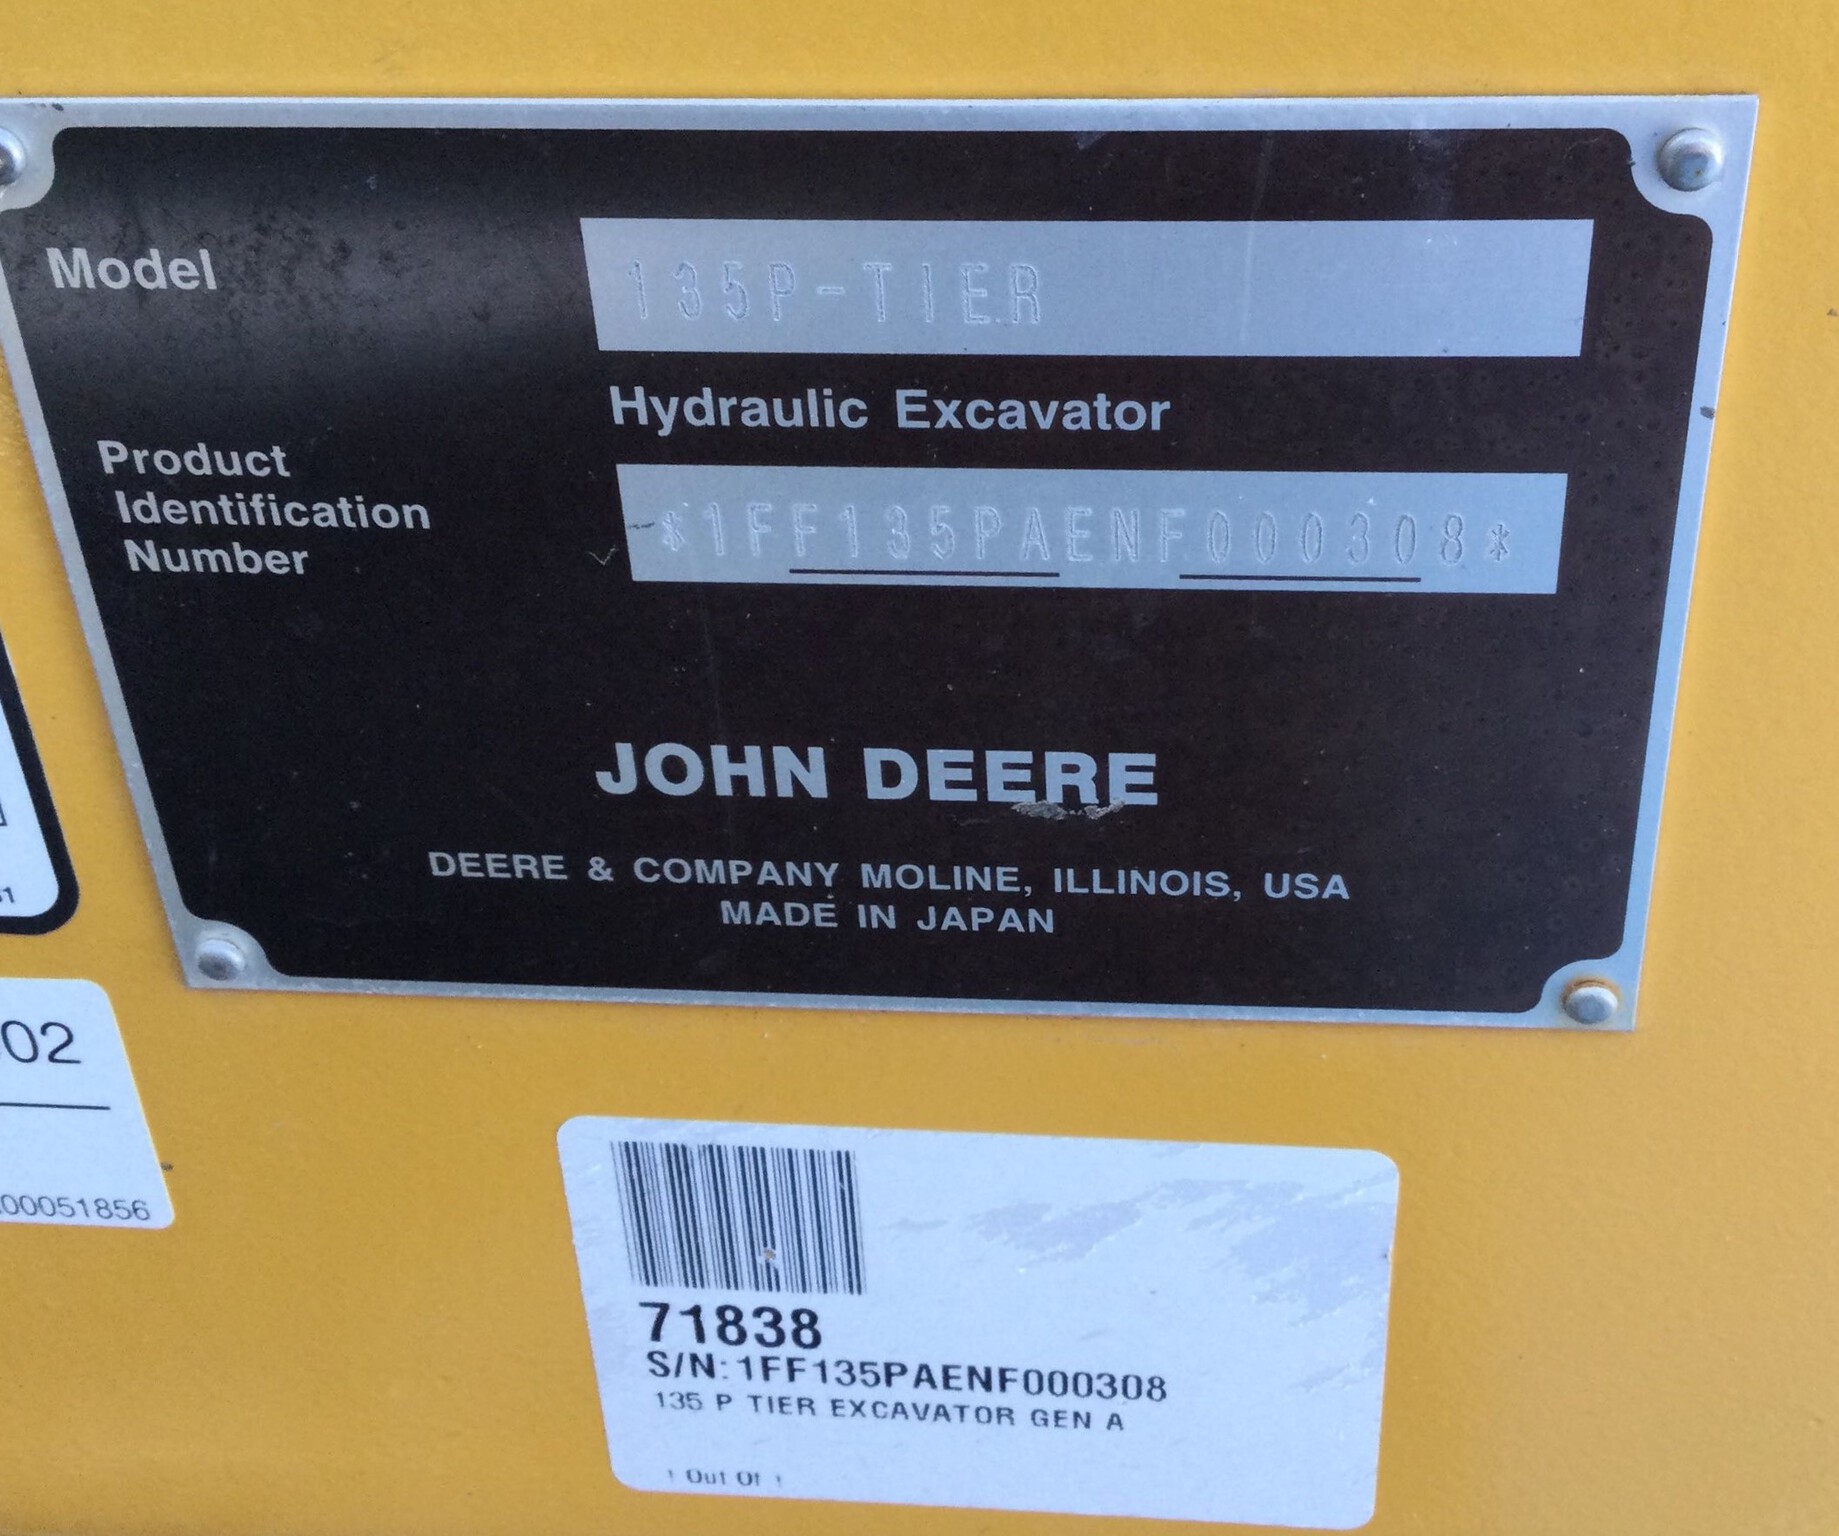 Model
135P-TIER
Hydraulic Excavator
Product
Identification
Number
*1FF135PAENF000308*
JOHN DEERE
DEERE & COMPANY MOLINE, ILLINOIS, USA
MADE IN JAPAN
02
00051856
71838
S/N: 1FF135PAENF000308
135 P TIER EXCAVATOR GEN A
1 Out Of 1